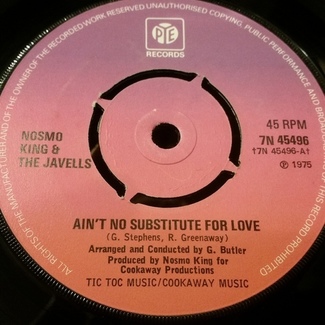 ALL RIGHTS OF THE MANUFACTURER AND OF THE OWNER OF THE RECORDED WORK RESERVED UNAUTHORISED COPYING, PUBLIC PERFORMANCE AND BROADCASTING OF THIS RECORD PROHIBITED
PYE
RECORDS
NOSMO
KING &
THE JAVELLS
45 RPM
7N 45496
†7N 45496-A
℗ 1975
AIN'T NO SUBSTITUTE FOR LOVE
(G. Stephens, R. Greenaway)
Arranged and Conducted by G. Butler
Produced by Nosmo King for
Cookaway Productions
TIC TOC MUSIC/COOKAWAY MUSIC